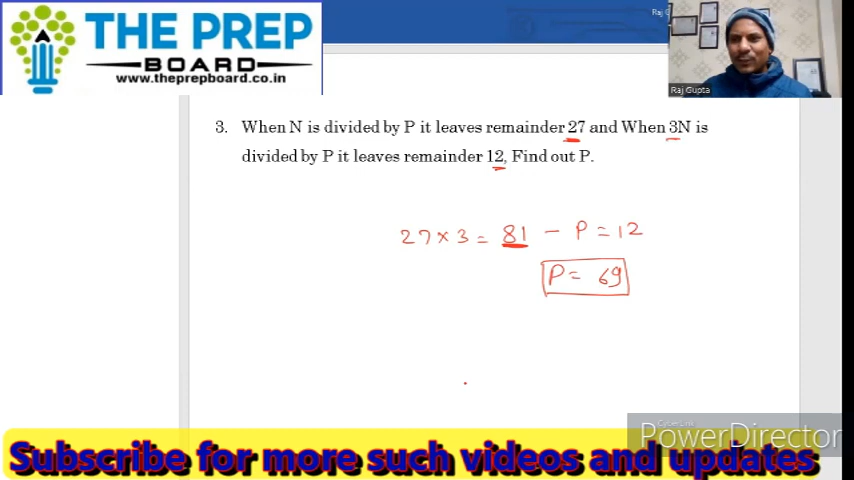 THE PREP
BOARD
www.theprepboard.co.in
Raj G
Raj Gupta
3. When N is divided by P it leaves remainder 27 and When 3N is
divided by P it leaves remainder 12, Find out P.
27 × 3 = 81 − P = 12
P = 69
CyberLink
PowerDirector
Subscribe for more such videos and updates